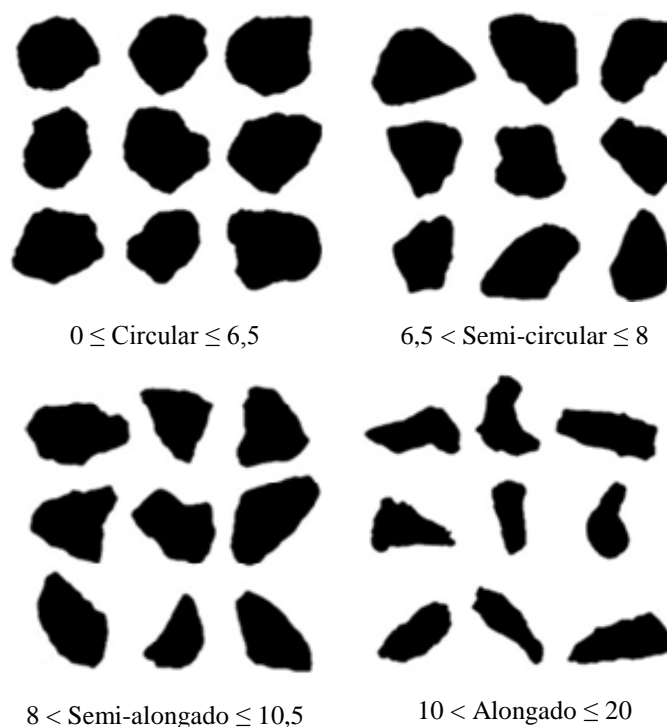 0 ≤ Circular ≤ 6,5
6,5 < Semi-circular ≤ 8
8 < Semi-alongado ≤ 10,5
10 < Alongado ≤ 20